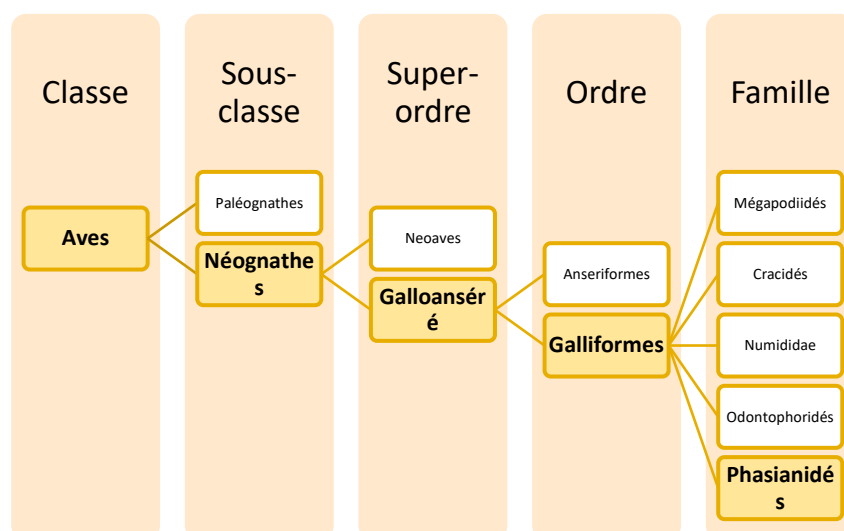 Classe
Sous-
classe
Super-
ordre
Ordre
Famille
Aves
Paléognathes
Néognathe
s
Neoaves
Galloansér
é
Anseriformes
Galliformes
Mégapodiidés
Cracidés
Numididae
Odontophoridés
Phasianidé
s